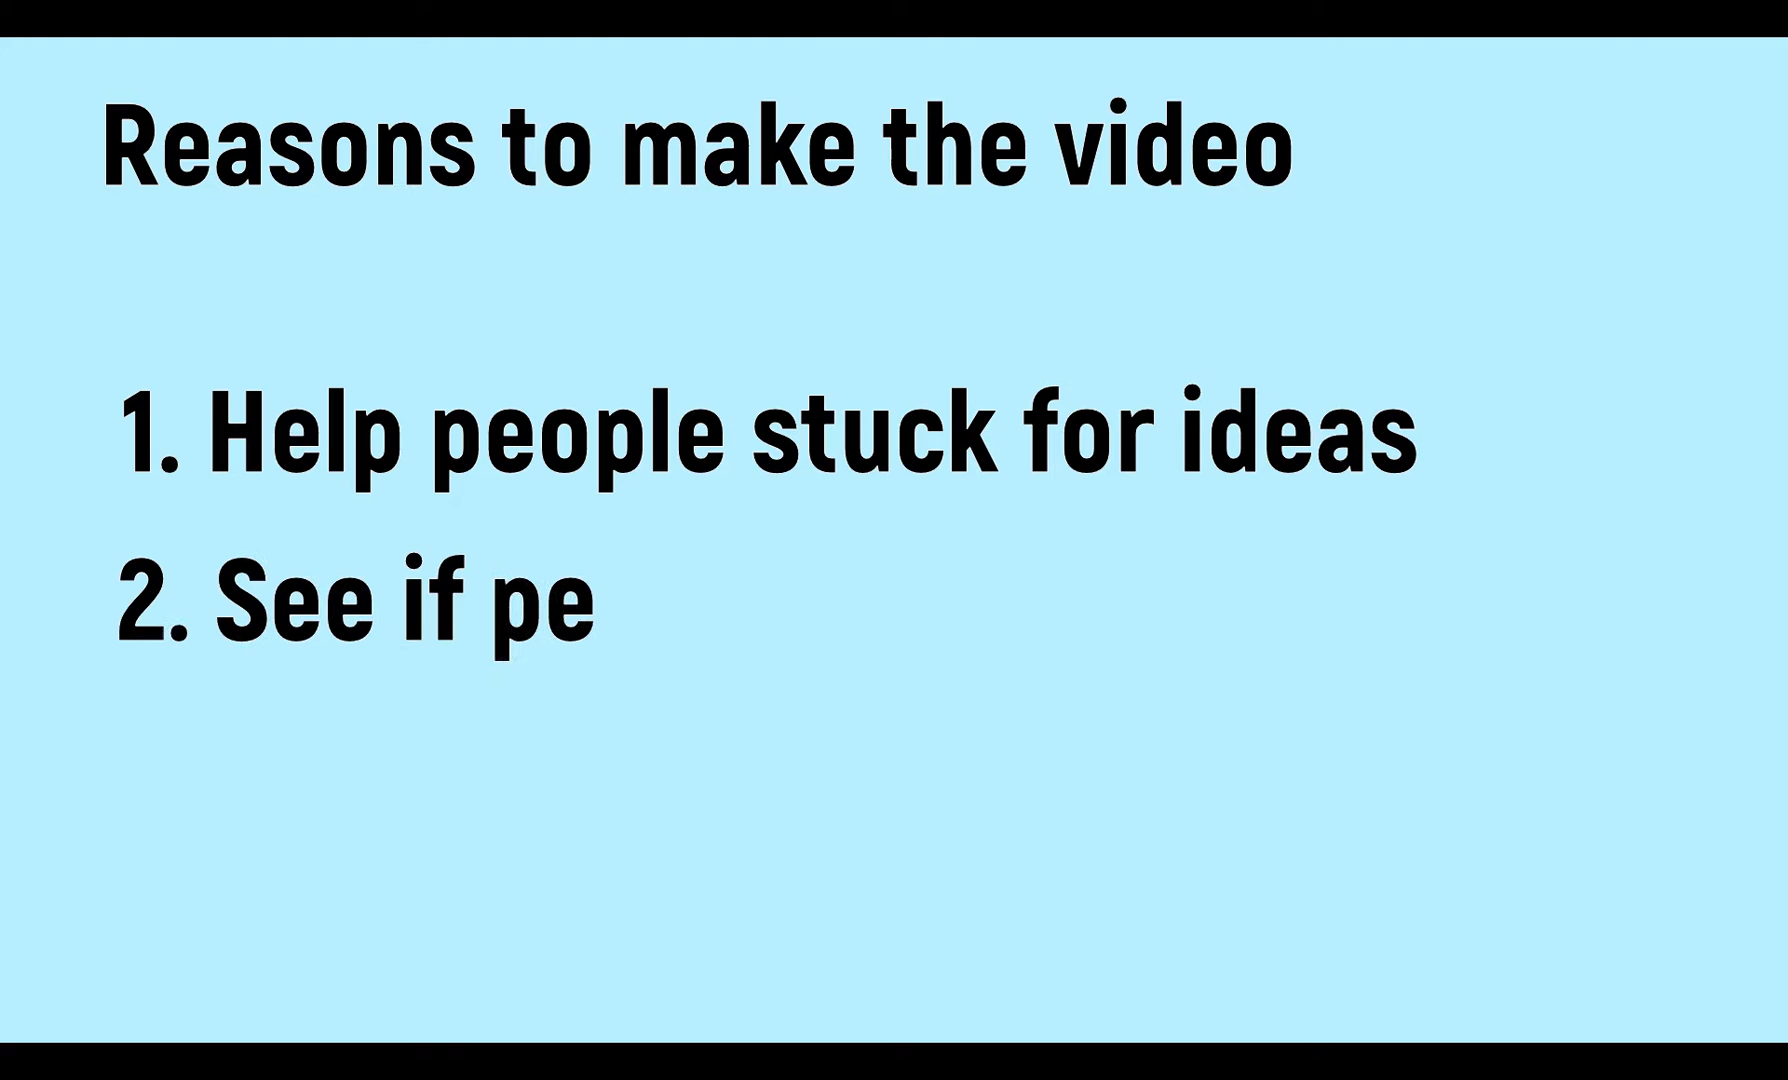 Reasons to make the video
1. Help people stuck for ideas
2. See if pe